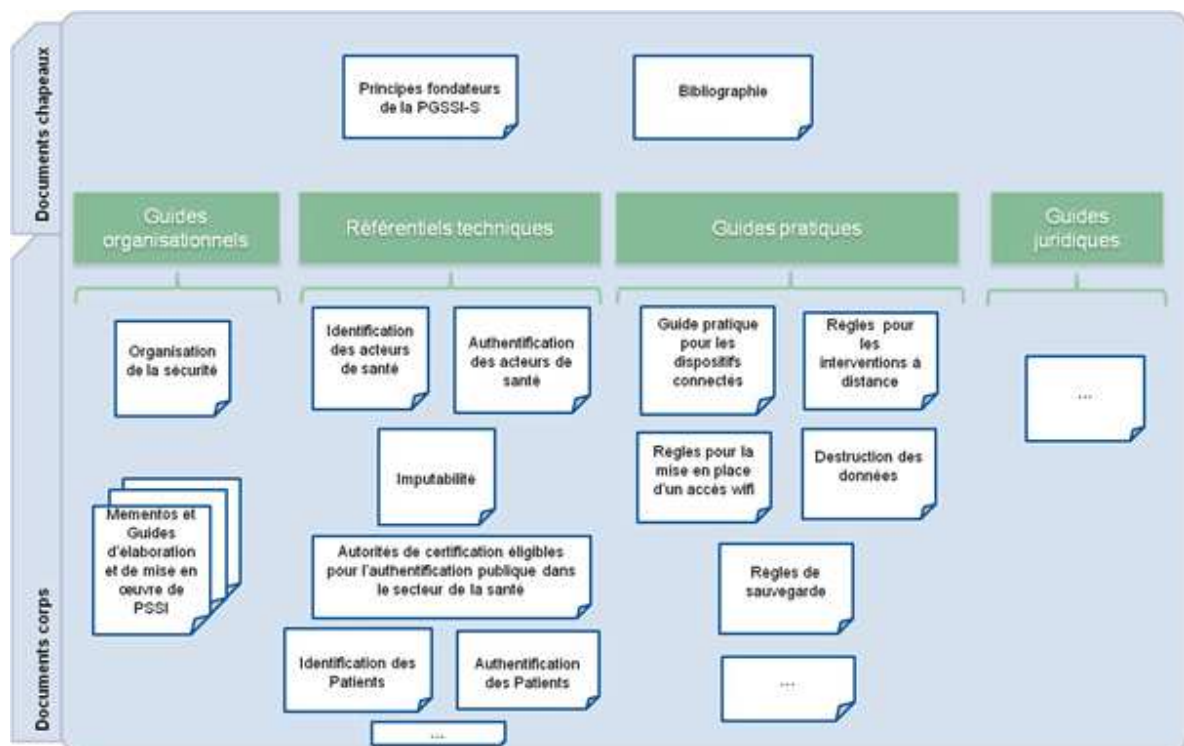 Documents chapeaux
Principes fondateurs
de la PGSSI-S
Bibliographie
Documents corps
Guides
organisationnels
Référentiels techniques
Guides pratiques
Guides
juridiques
Organisation
de la sécurité
Mémentos et
Guides
d'élaboration
et de mise en
œuvre de
PSSI
Identification
des acteurs
de santé
Authentification
des acteurs de
santé
Imputabilité
Autorités de certification éligibles
pour l'authentification publique dans
le secteur de la santé
Identification des
Patients
Authentification
des Patients
...
Guide pratique
pour les
dispositifs
connectés
Règles pour
les
interventions à
distance
Règles pour la
mise en place
d'un accès wifi
Destruction des
données
Règles de
sauvegarde
...
...